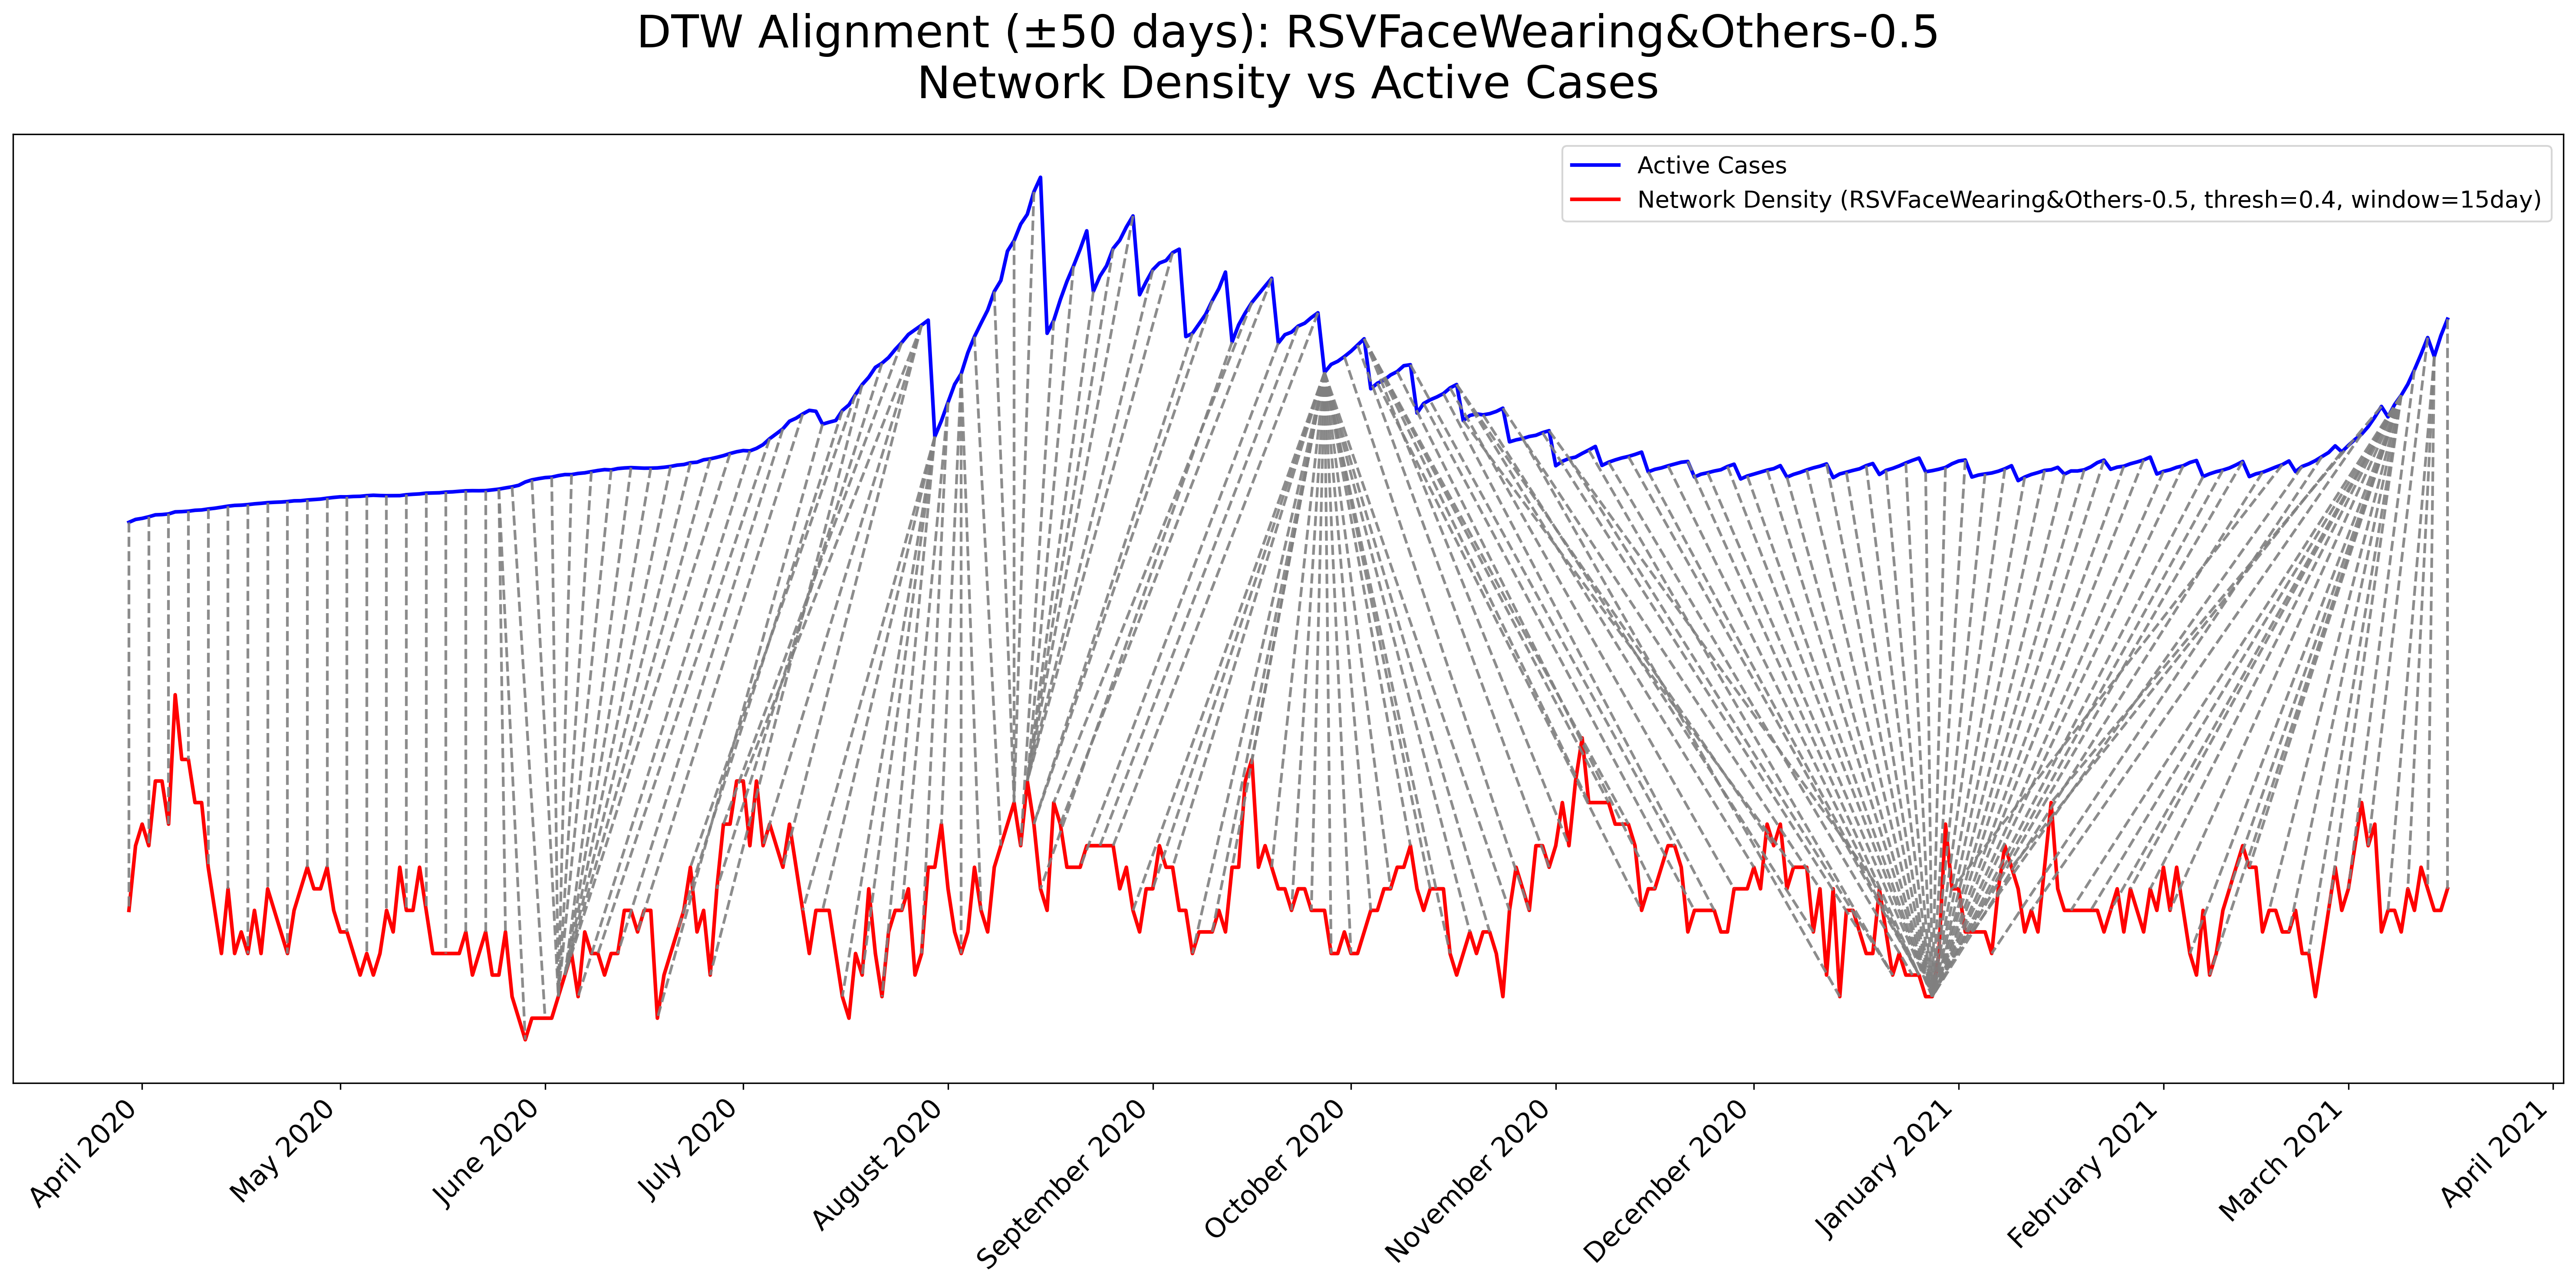 DTW Alignment (±50 days): RSVFaceWearing&Others-0.5
Network Density vs Active Cases
Active Cases
Network Density (RSVFaceWearing&Others-0.5, thresh=0.4, window=15day)
April 2020
May 2020
June 2020
July 2020
August 2020
September 2020
October 2020
November 2020
December 2020
January 2021
February 2021
March 2021
April 2021